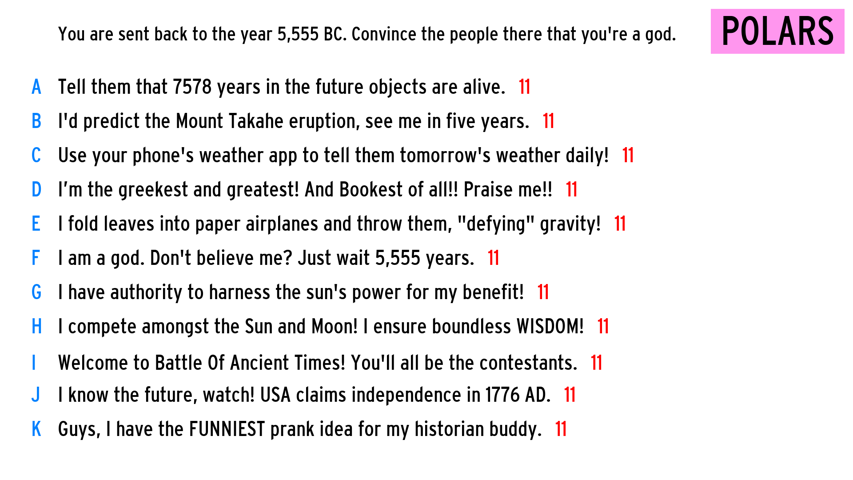 You are sent back to the year 5,555 BC. Convince the people there that you're a god.
POLARS
A Tell them that 7578 years in the future objects are alive. 11
B I'd predict the Mount Takahe eruption, see me in five years. 11
C Use your phone's weather app to tell them tomorrow's weather daily! 11
D I’m the greekest and greatest! And Bookest of all!! Praise me!! 11
E I fold leaves into paper airplanes and throw them, "defying" gravity! 11
F I am a god. Don't believe me? Just wait 5,555 years. 11
G I have authority to harness the sun's power for my benefit! 11
H I compete amongst the Sun and Moon! I ensure boundless WISDOM! 11
I Welcome to Battle Of Ancient Times! You'll all be the contestants. 11
J I know the future, watch! USA claims independence in 1776 AD. 11
K Guys, I have the FUNNIEST prank idea for my historian buddy. 11